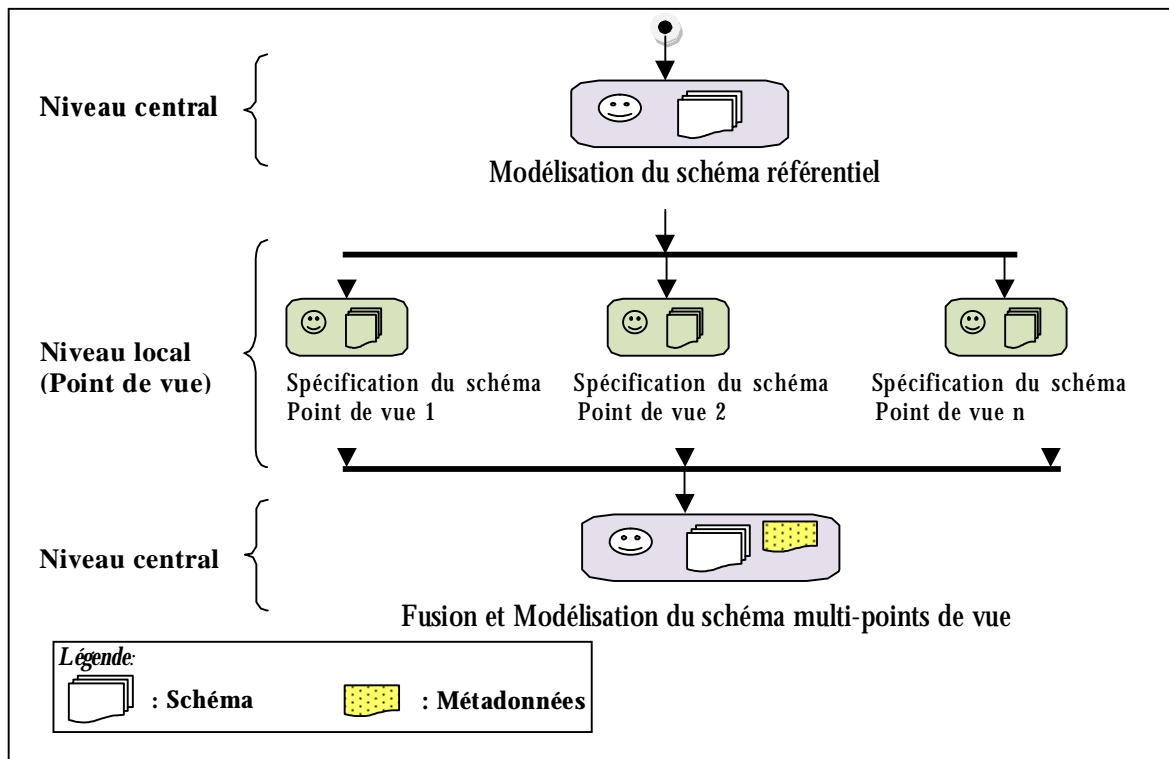 Niveau central
Modélisation du schéma référentiel
Niveau local
(Point de vue)
Spécification du schéma
Point de vue 1
Spécification du schéma
Point de vue 2
Spécification du schéma
Point de vue n
Niveau central
Fusion et Modélisation du schéma multi-points de vue
Légende:
: Schéma
: Métadonnées